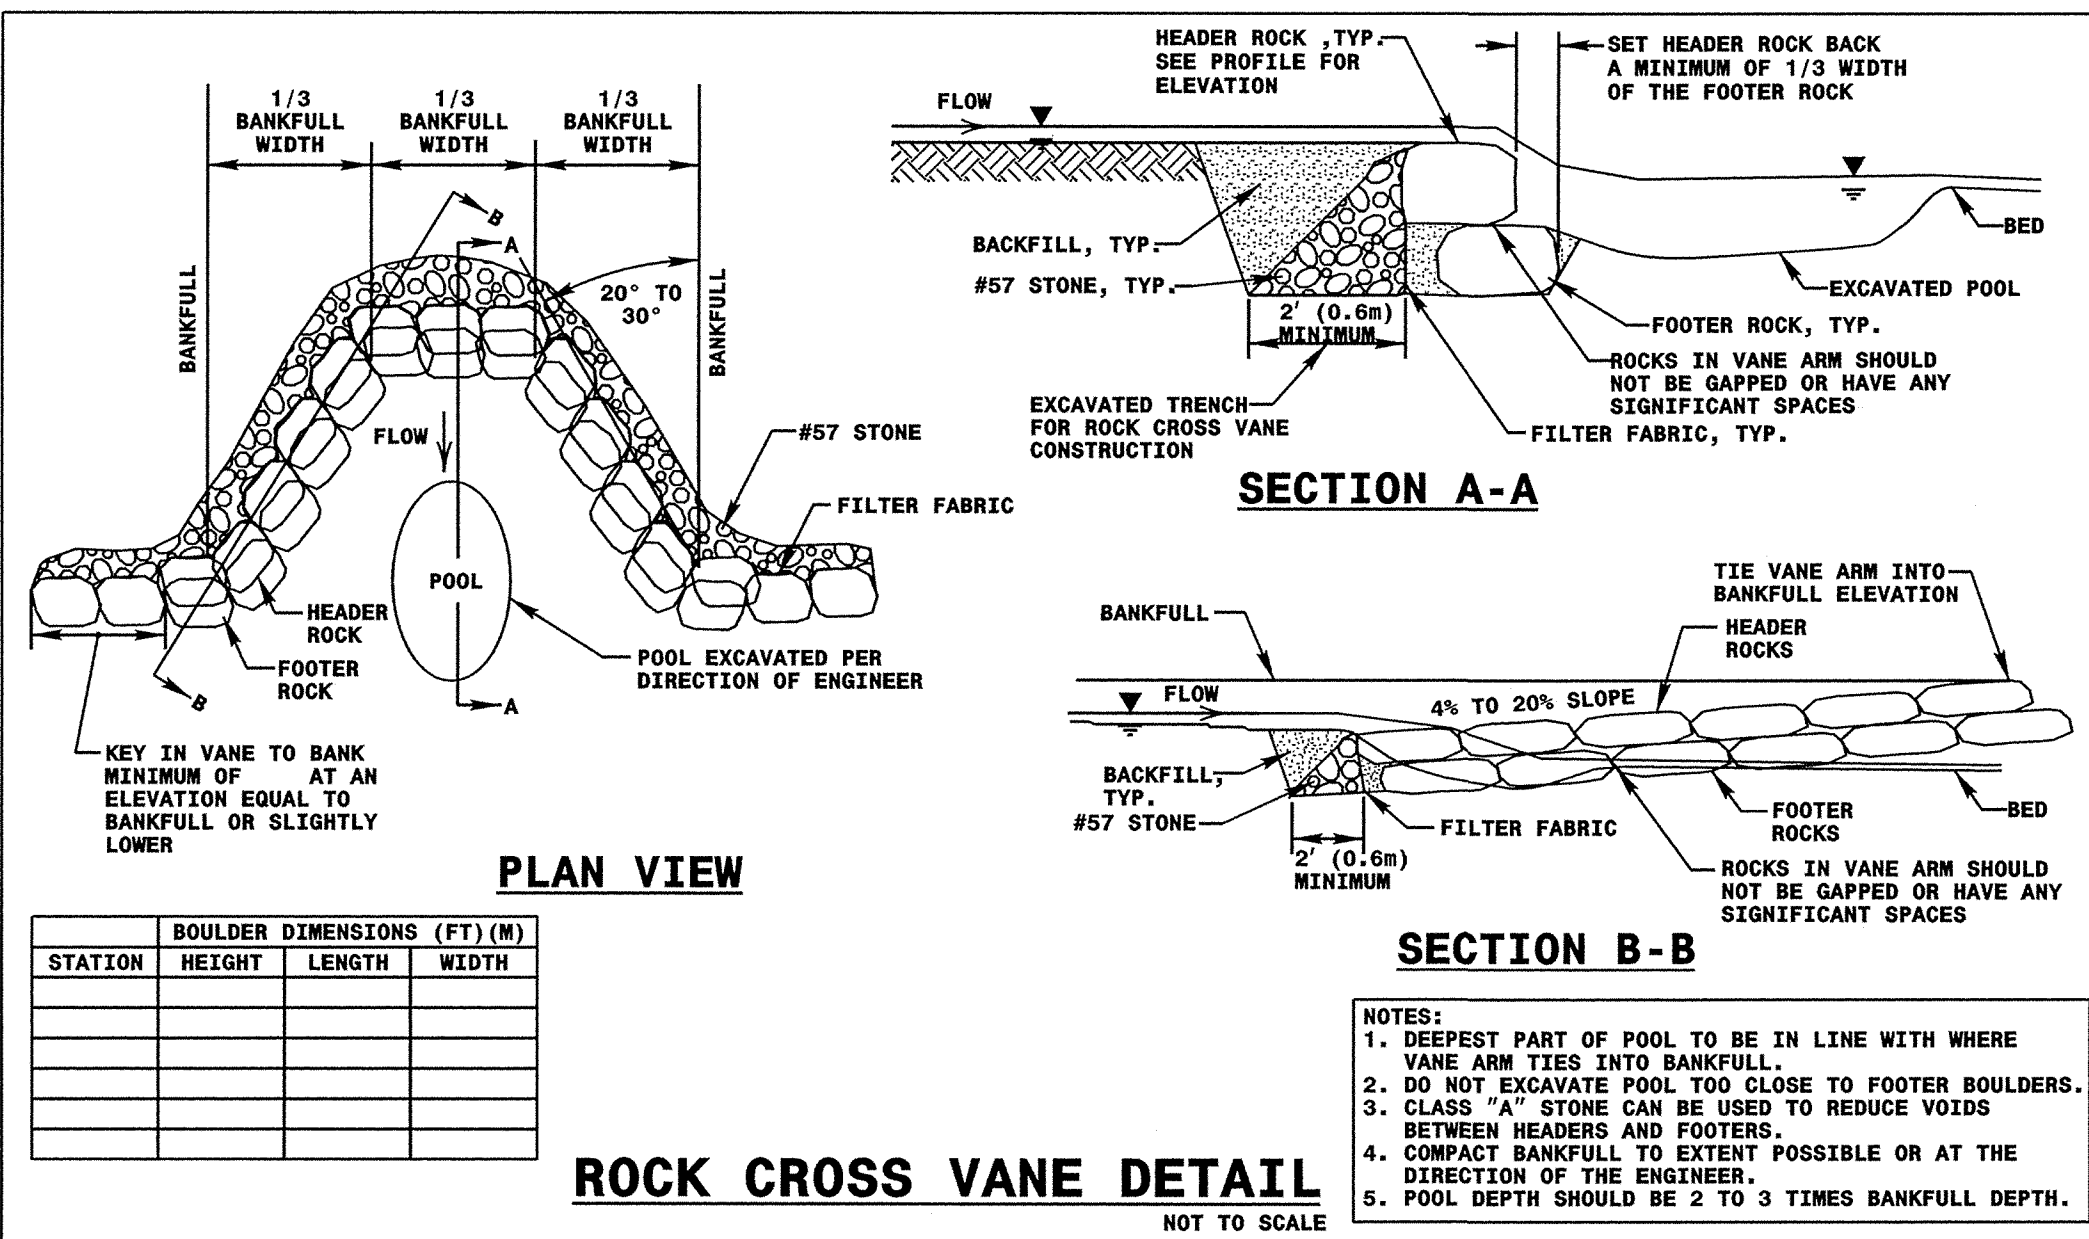 1/3
BANKFULL
WIDTH
1/3
BANKFULL
WIDTH
1/3
BANKFULL
WIDTH
B
A
20° TO
30°
BANKFULL
BANKFULL
FLOW
#57 STONE
FILTER FABRIC
POOL
HEADER
ROCK
FOOTER
ROCK
POOL EXCAVATED PER
DIRECTION OF ENGINEER
B
A
KEY IN VANE TO BANK
MINIMUM OF AT AN
ELEVATION EQUAL TO
BANKFULL OR SLIGHTLY
LOWER
PLAN VIEW
HEADER ROCK ,TYP.
SEE PROFILE FOR
ELEVATION
SET HEADER ROCK BACK
A MINIMUM OF 1/3 WIDTH
OF THE FOOTER ROCK
FLOW
BACKFILL, TYP.
#57 STONE, TYP.
2' (0.6m)
MINIMUM
BED
EXCAVATED POOL
FOOTER ROCK, TYP.
ROCKS IN VANE ARM SHOULD
NOT BE GAPPED OR HAVE ANY
SIGNIFICANT SPACES
EXCAVATED TRENCH
FOR ROCK CROSS VANE
CONSTRUCTION
FILTER FABRIC, TYP.
SECTION A-A
TIE VANE ARM INTO
BANKFULL ELEVATION
BANKFULL
HEADER
ROCKS
FLOW
4% TO 20% SLOPE
BACKFILL,
TYP.
#57 STONE
FILTER FABRIC
FOOTER
ROCKS
BED
2' (0.6m)
MINIMUM
ROCKS IN VANE ARM SHOULD
NOT BE GAPPED OR HAVE ANY
SIGNIFICANT SPACES
SECTION B-B
BOULDER DIMENSIONS (FT)(M)
STATION HEIGHT LENGTH WIDTH
NOTES:
1. DEEPEST PART OF POOL TO BE IN LINE WITH WHERE
VANE ARM TIES INTO BANKFULL.
2. DO NOT EXCAVATE POOL TOO CLOSE TO FOOTER BOULDERS.
3. CLASS "A" STONE CAN BE USED TO REDUCE VOIDS
BETWEEN HEADERS AND FOOTERS.
4. COMPACT BANKFULL TO EXTENT POSSIBLE OR AT THE
DIRECTION OF THE ENGINEER.
5. POOL DEPTH SHOULD BE 2 TO 3 TIMES BANKFULL DEPTH.
ROCK CROSS VANE DETAIL
NOT TO SCALE